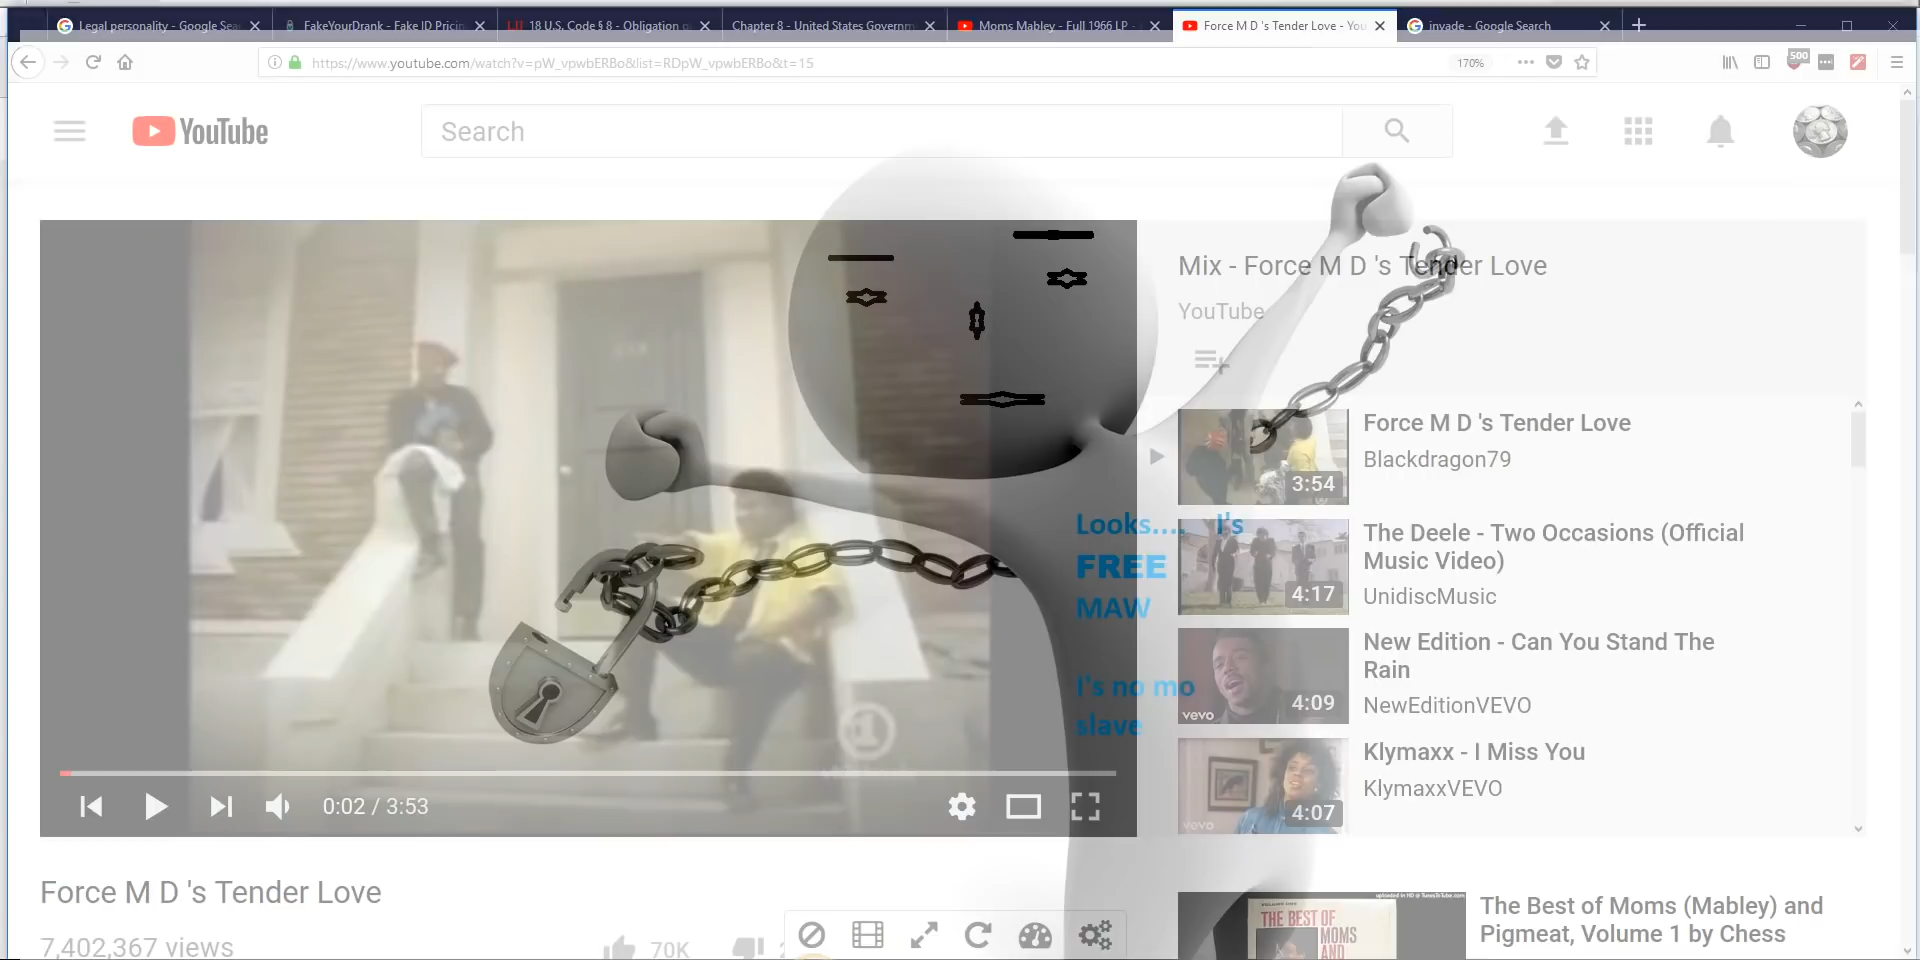 Legal personality - Google Sea
FakeYourDrank - Fake ID Pricin
18 U.S. Code § 8 - Obligation o
Chapter 8 - United States Governm
Moms Mabley - Full 1966 LP -
Force M D 's Tender Love - You
invade - Google Search
https://www.youtube.com/watch?v=pW_vpwbERBo&list=RDpW_vpwbERBo&t=15
170%
500
YouTube
Search
Mix - Force M D 's Tender Love
YouTube
Force M D 's Tender Love
Blackdragon79
3:54
The Deele - Two Occasions (Official
Music Video)
UnidiscMusic
4:17
New Edition - Can You Stand The
Rain
NewEditionVEVO
vevo
4:09
Klymaxx - I Miss You
KlymaxxVEVO
vevo
4:07
Looks.... I's
FREE
MAW
I's no mo
slave
0:02 / 3:53
Force M D 's Tender Love
7,402,367 views
70K
THE BEST OF
MOMS
AND
The Best of Moms (Mabley) and
Pigmeat, Volume 1 by Chess